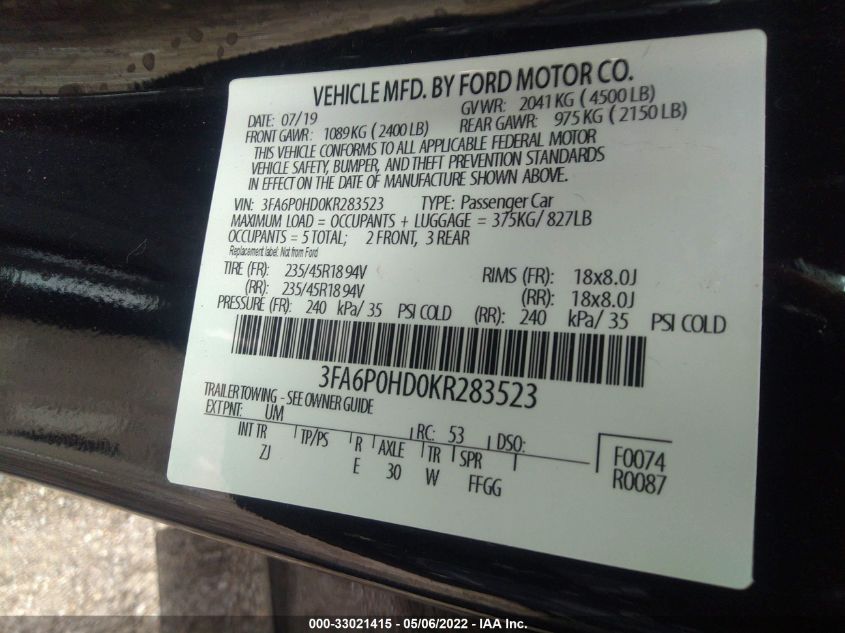 VEHICLE MFD. BY FORD MOTOR CO.
DATE: 07/19 GVWR: 2041 KG ( 4500 LB)
FRONT GAWR: 1089 KG ( 2400 LB) REAR GAWR: 975 KG ( 2150 LB)
THIS VEHICLE CONFORMS TO ALL APPLICABLE FEDERAL MOTOR
VEHICLE SAFETY, BUMPER, AND THEFT PREVENTION STANDARDS
IN EFFECT ON THE DATE OF MANUFACTURE SHOWN ABOVE.
VIN: 3FA6P0HD0KR283523 TYPE: Passenger Car
MAXIMUM LOAD = OCCUPANTS + LUGGAGE = 375KG/ 827LB
OCCUPANTS = 5 TOTAL; 2 FRONT, 3 REAR
Replacement label. Not from Ford
TIRE (FR): 235/45R18 94V RIMS (FR): 18x8.0J
(RR): 235/45R18 94V (RR): 18x8.0J
PRESSURE (FR): 240 kPa/ 35 PSI COLD (RR): 240 kPa/ 35 PSI COLD
3FA6P0HD0KR283523
TRAILER TOWING - SEE OWNER GUIDE
EXT PNT: UM RC: 53 DSO:
INT TR TP/PS R AXLE TR SPR F0074
ZJ E 30 W FFGG R0087
000-33021415 - 05/06/2022 - IAA Inc.